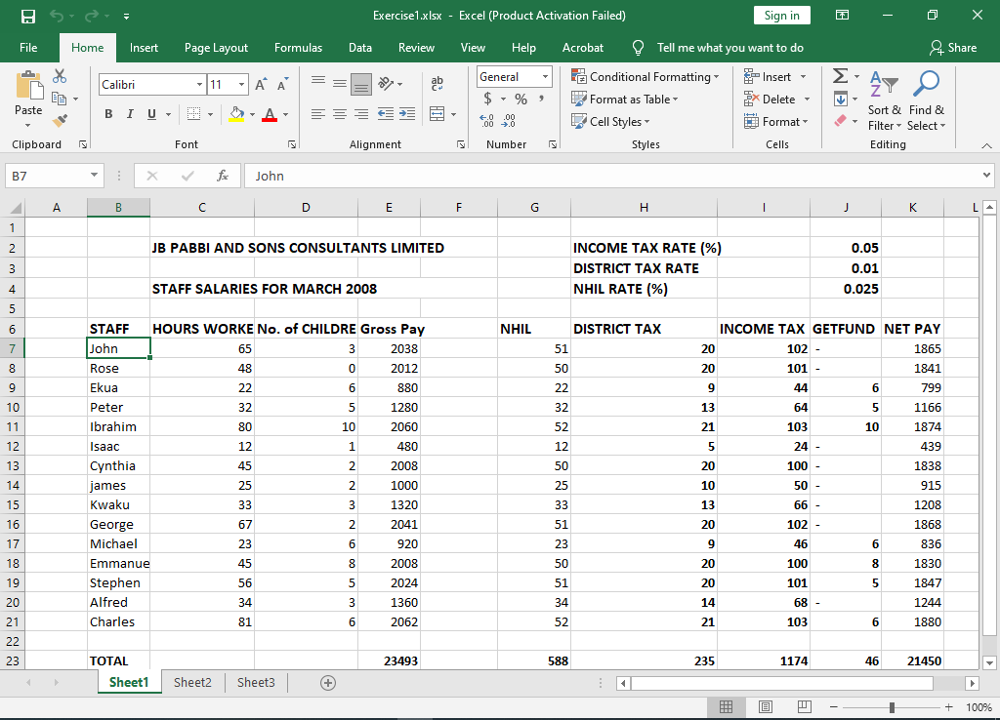 Exercise1.xlsx - Excel (Product Activation Failed) Sign in
File Home Insert Page Layout Formulas Data Review View Help Acrobat Tell me what you want to do Share
Paste
Calibri 11
B I U A A A
ab c
General
$ % ,
←.0 .00 .00 →.0
Conditional Formatting
Format as Table
Cell Styles
Insert
Delete
Format
Sort & Filter
Find & Select
Clipboard Font Alignment Number Styles Cells Editing
B7 fx John
A B C D E F G H I J K L
1
2 JB PABBI AND SONS CONSULTANTS LIMITED INCOME TAX RATE (%) 0.05
3 DISTRICT TAX RATE 0.01
4 STAFF SALARIES FOR MARCH 2008 NHIL RATE (%) 0.025
5
6 STAFF HOURS WORKE No. of CHILDRE Gross Pay NHIL DISTRICT TAX INCOME TAX GETFUND NET PAY
7 John 65 3 2038 51 20 102 - 1865
8 Rose 48 0 2012 50 20 101 - 1841
9 Ekua 22 6 880 22 9 44 6 799
10 Peter 32 5 1280 32 13 64 5 1166
11 Ibrahim 80 10 2060 52 21 103 10 1874
12 Isaac 12 1 480 12 5 24 - 439
13 Cynthia 45 2 2008 50 20 100 - 1838
14 james 25 2 1000 25 10 50 - 915
15 Kwaku 33 3 1320 33 13 66 - 1208
16 George 67 2 2041 51 20 102 - 1868
17 Michael 23 6 920 23 9 46 6 836
18 Emmanue 45 8 2008 50 20 100 8 1830
19 Stephen 56 5 2024 51 20 101 5 1847
20 Alfred 34 3 1360 34 14 68 - 1244
21 Charles 81 6 2062 52 21 103 6 1880
22
23 TOTAL 23493 588 235 1174 46 21450
Sheet1 Sheet2 Sheet3
100%